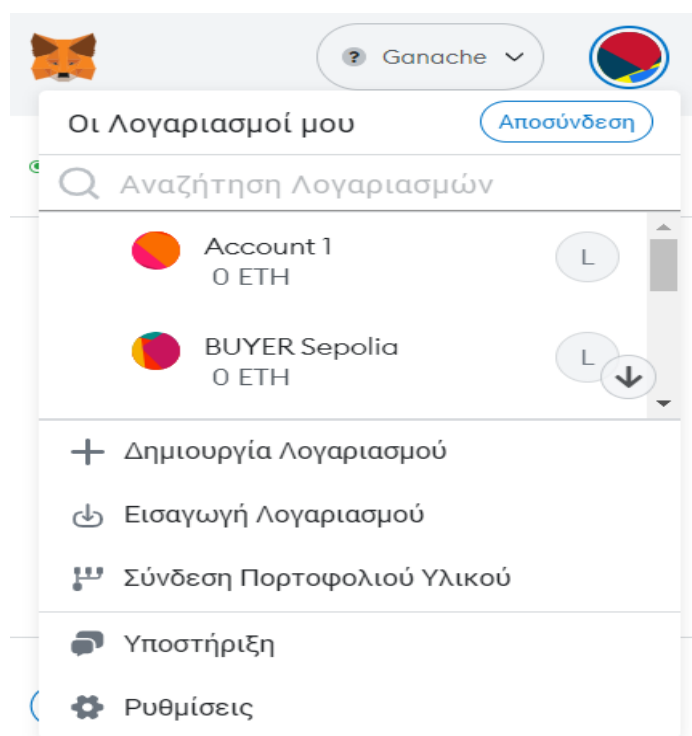 ? Ganache
Οι Λογαριασμοί μου
Αποσύνδεση
Αναζήτηση Λογαριασμών
Account 1
0 ETH
L
BUYER Sepolia
0 ETH
L
Δημιουργία Λογαριασμού
Εισαγωγή Λογαριασμού
Σύνδεση Πορτοφολιού Υλικού
Υποστήριξη
Ρυθμίσεις